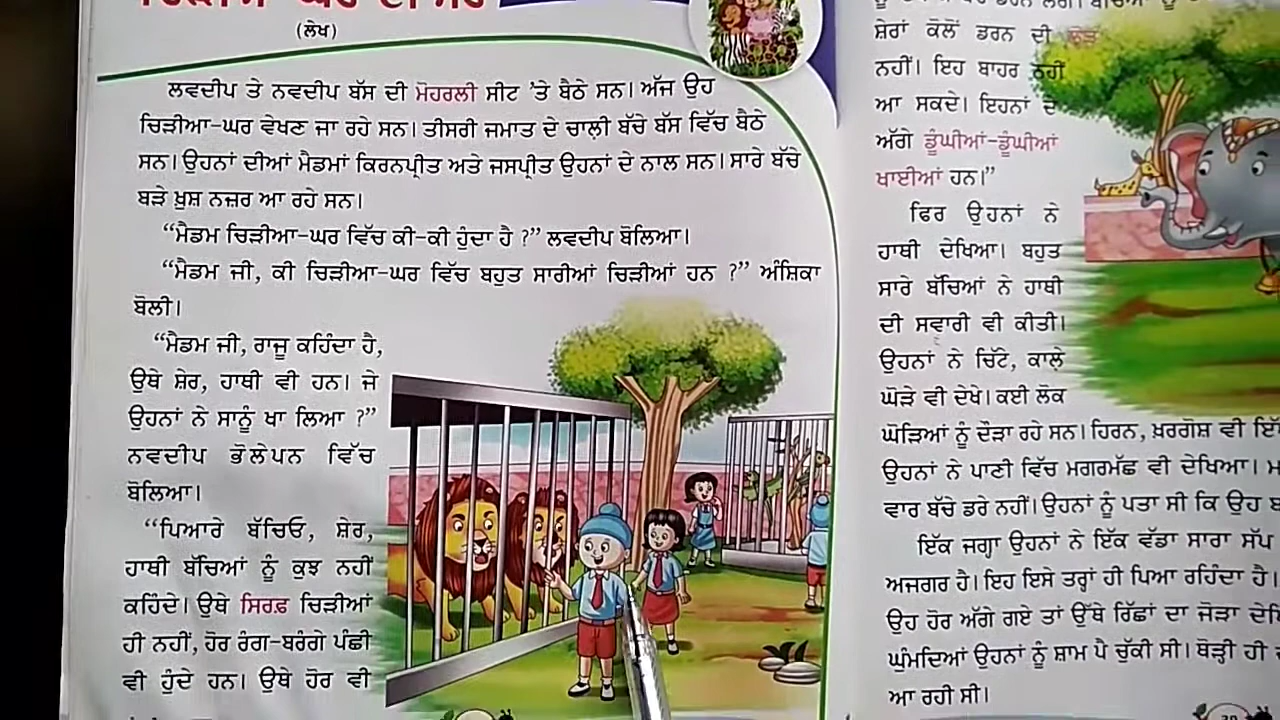 (ਲੇਖ)
ਲਵਦੀਪ ਤੇ ਨਵਦੀਪ ਬੱਸ ਦੀ ਮੋਹਰਲੀ ਸੀਟ 'ਤੇ ਬੈਠੇ ਸਨ। ਅੱਜ ਉਹ
ਚਿੜੀਆ-ਘਰ ਵੇਖਣ ਜਾ ਰਹੇ ਸਨ। ਤੀਸਰੀ ਜਮਾਤ ਦੇ ਚਾਲ਼ੀ ਬੱਚੇ ਬੱਸ ਵਿੱਚ ਬੈਠੇ
ਸਨ। ਉਹਨਾਂ ਦੀਆਂ ਮੈਡਮਾਂ ਕਿਰਨਪ੍ਰੀਤ ਅਤੇ ਜਸਪ੍ਰੀਤ ਉਹਨਾਂ ਦੇ ਨਾਲ ਸਨ। ਸਾਰੇ ਬੱਚੇ
ਬੜੇ ਖ਼ੁਸ਼ ਨਜ਼ਰ ਆ ਰਹੇ ਸਨ।
“ਮੈਡਮ ਚਿੜੀਆ-ਘਰ ਵਿੱਚ ਕੀ-ਕੀ ਹੁੰਦਾ ਹੈ ?” ਲਵਦੀਪ ਬੋਲਿਆ।
“ਮੈਡਮ ਜੀ, ਕੀ ਚਿੜੀਆ-ਘਰ ਵਿੱਚ ਬਹੁਤ ਸਾਰੀਆਂ ਚਿੜੀਆਂ ਹਨ ?” ਅੰਸ਼ਿਕਾ
ਬੋਲੀ।
“ਮੈਡਮ ਜੀ, ਰਾਜੂ ਕਹਿੰਦਾ ਹੈ,
ਉਥੇ ਸ਼ੇਰ, ਹਾਥੀ ਵੀ ਹਨ। ਜੇ
ਉਹਨਾਂ ਨੇ ਸਾਨੂੰ ਖਾ ਲਿਆ ?”
ਨਵਦੀਪ ਭੋਲੇਪਨ ਵਿੱਚ
ਬੋਲਿਆ।
“ਪਿਆਰੇ ਬੱਚਿਓ, ਸ਼ੇਰ,
ਹਾਥੀ ਬੱਚਿਆਂ ਨੂੰ ਕੁਝ ਨਹੀਂ
ਕਹਿੰਦੇ। ਉਥੇ ਸਿਰਫ਼ ਚਿੜੀਆਂ
ਹੀ ਨਹੀਂ, ਹੋਰ ਰੰਗ-ਬਰੰਗੇ ਪੰਛੀ
ਵੀ ਹੁੰਦੇ ਹਨ। ਉਥੇ ਹੋਰ ਵੀ
ਸ਼ੇਰਾਂ ਕੋਲੋਂ ਡਰਨ ਦੀ ਲੋੜ
ਨਹੀਂ। ਇਹ ਬਾਹਰ ਨਹੀਂ
ਆ ਸਕਦੇ। ਇਹਨਾਂ ਦੇ
ਅੱਗੇ ਡੂੰਘੀਆਂ-ਡੂੰਘੀਆਂ
ਖਾਈਆਂ ਹਨ।”
ਫਿਰ ਉਹਨਾਂ ਨੇ
ਹਾਥੀ ਦੇਖਿਆ। ਬਹੁਤ
ਸਾਰੇ ਬੱਚਿਆਂ ਨੇ ਹਾਥੀ
ਦੀ ਸਵਾਰੀ ਵੀ ਕੀਤੀ।
ਉਹਨਾਂ ਨੇ ਚਿੱਟੇ, ਕਾਲ਼ੇ
ਘੋੜੇ ਵੀ ਦੇਖੇ। ਕਈ ਲੋਕ
ਘੋੜਿਆਂ ਨੂੰ ਦੌੜਾ ਰਹੇ ਸਨ। ਹਿਰਨ, ਖ਼ਰਗੋਸ਼ ਵੀ
ਉਹਨਾਂ ਨੇ ਪਾਣੀ ਵਿੱਚ ਮਗਰਮੱਛ ਵੀ ਦੇਖਿਆ।
ਵਾਰ ਬੱਚੇ ਡਰੇ ਨਹੀਂ। ਉਹਨਾਂ ਨੂੰ ਪਤਾ ਸੀ ਕਿ ਉਹ
ਇੱਕ ਜਗ੍ਹਾ ਉਹਨਾਂ ਨੇ ਇੱਕ ਵੱਡਾ ਸਾਰਾ ਸੱਪ
ਅਜਗਰ ਹੈ। ਇਹ ਇਸੇ ਤਰ੍ਹਾਂ ਹੀ ਪਿਆ ਰਹਿੰਦਾ ਹੈ।
ਉਹ ਹੋਰ ਅੱਗੇ ਗਏ ਤਾਂ ਉੱਥੇ ਰਿੱਛਾਂ ਦਾ ਜੋੜਾ
ਘੁੰਮਦਿਆਂ ਉਹਨਾਂ ਨੂੰ ਸ਼ਾਮ ਪੈ ਚੁੱਕੀ ਸੀ। ਥੋੜ੍ਹੀ ਹੀ
ਆ ਰਹੀ ਸੀ।